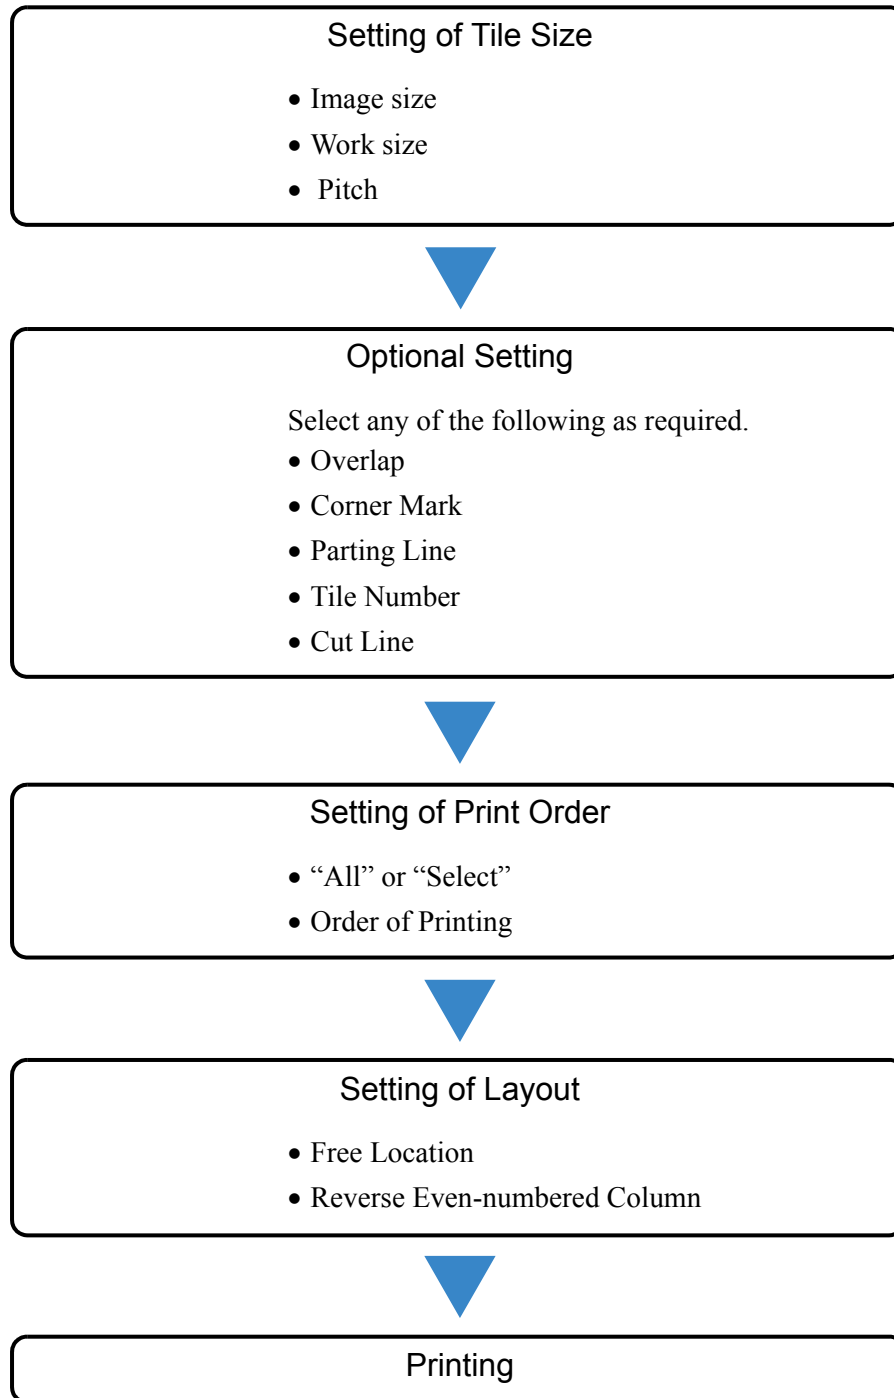 Setting of Tile Size
• Image size
• Work size
• Pitch
Optional Setting
Select any of the following as required.
• Overlap
• Corner Mark
• Parting Line
• Tile Number
• Cut Line
Setting of Print Order
• “All” or “Select”
• Order of Printing
Setting of Layout
• Free Location
• Reverse Even-numbered Column
Printing